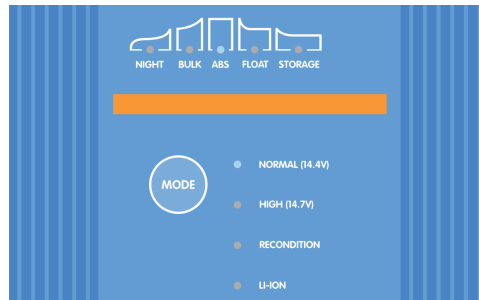 NIGHT BULK ABS FLOAT STORAGE
MODE
NORMAL (14.4V)
HIGH (14.7V)
RECONDITION
LI-ION